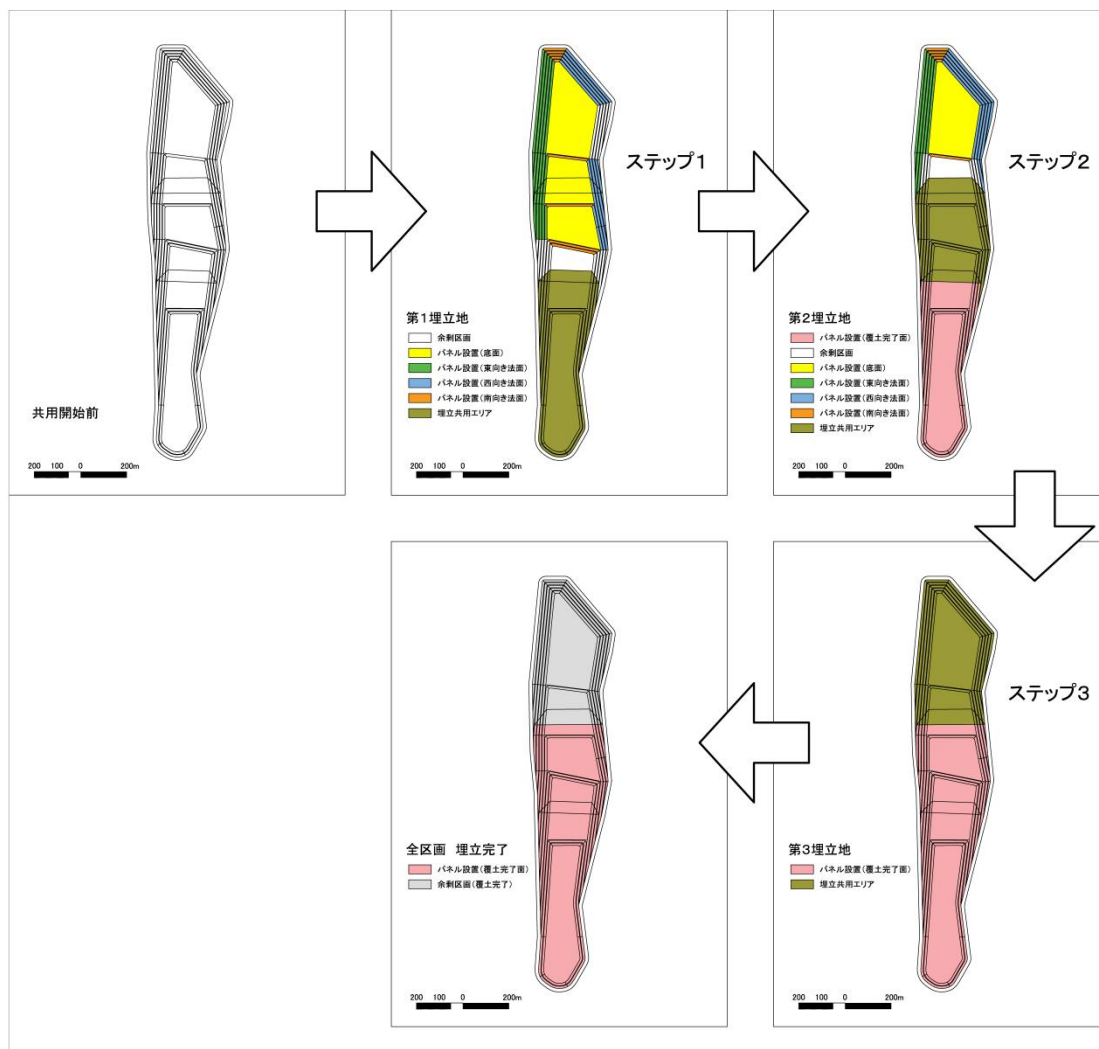 共用開始前
200 100 0 200m
ステップ1
第1埋立地
余剰区画
パネル設置(底面)
パネル設置(東向き法面)
パネル設置(西向き法面)
パネル設置(南向き法面)
埋立共用エリア
200 100 0 200m
ステップ2
第2埋立地
パネル設置(覆土完了面)
余剰区画
パネル設置(底面)
パネル設置(東向き法面)
パネル設置(西向き法面)
パネル設置(南向き法面)
埋立共用エリア
200 100 0 200m
ステップ3
第3埋立地
パネル設置(覆土完了面)
埋立共用エリア
200 100 0 200m
全区画 埋立完了
パネル設置(覆土完了面)
余剰区画(覆土完了)
200 100 0 200m